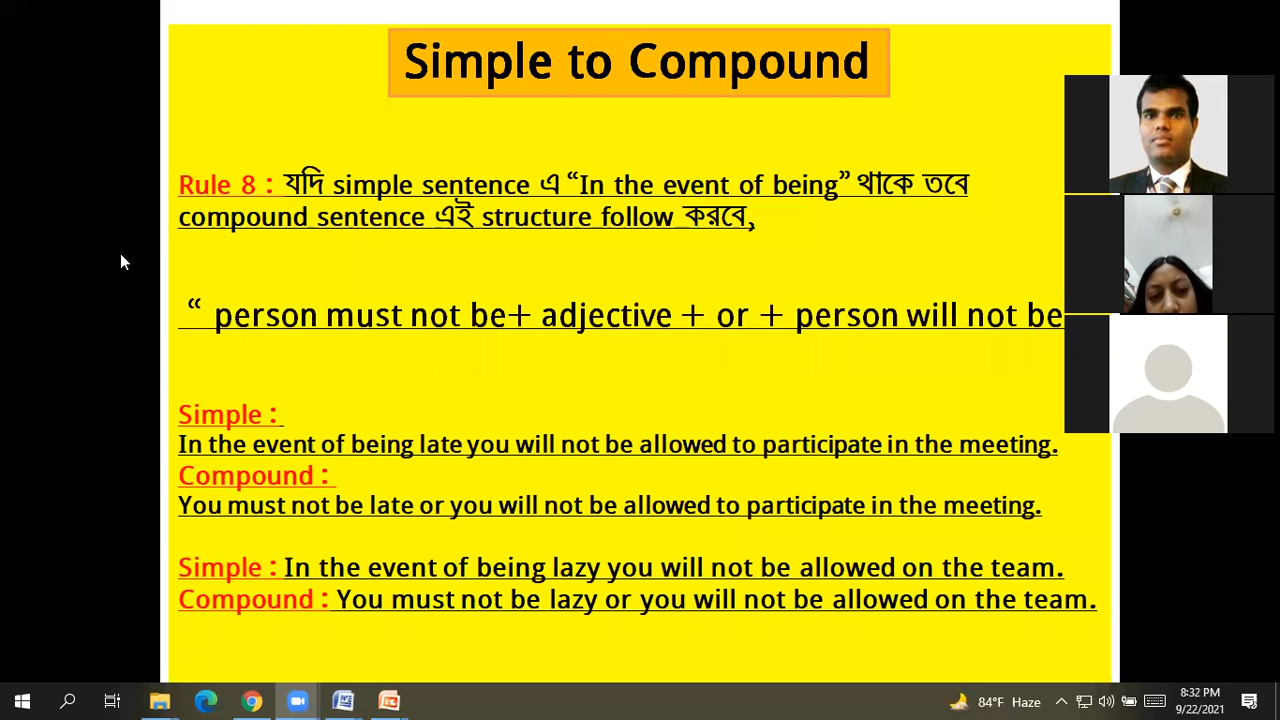 Simple to Compound
Rule 8 : যদি simple sentence এ “In the event of being” থাকে তবে
compound sentence এই structure follow করবে,
“ person must not be+ adjective + or + person will not be
Simple :
In the event of being late you will not be allowed to participate in the meeting.
Compound :
You must not be late or you will not be allowed to participate in the meeting.
Simple : In the event of being lazy you will not be allowed on the team.
Compound : You must not be lazy or you will not be allowed on the team.
84°F Haze
8:32 PM
9/22/2021